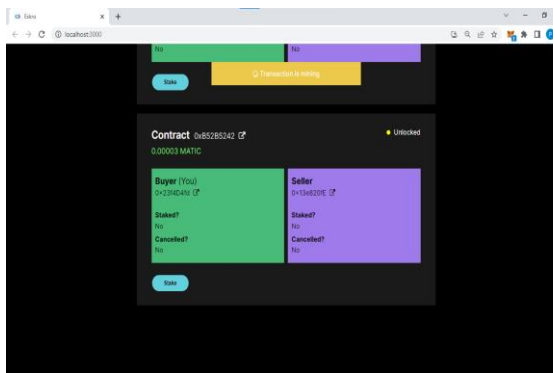 localhost:3000
No
No
Stake
Transaction is mining
Contract 0xB52B5242
Unlocked
0.00003 MATIC
Buyer (You)
Seller
Staked?
Staked?
No
No
Cancelled?
Cancelled?
No
No
Stake